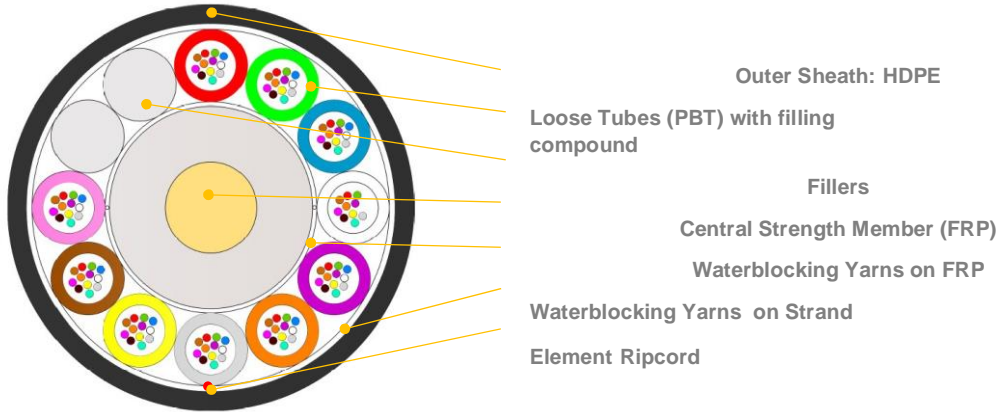 Outer Sheath: HDPE
Loose Tubes (PBT) with filling
compound
Fillers
Central Strength Member (FRP)
Waterblocking Yarns on FRP
Waterblocking Yarns on Strand
Element Ripcord